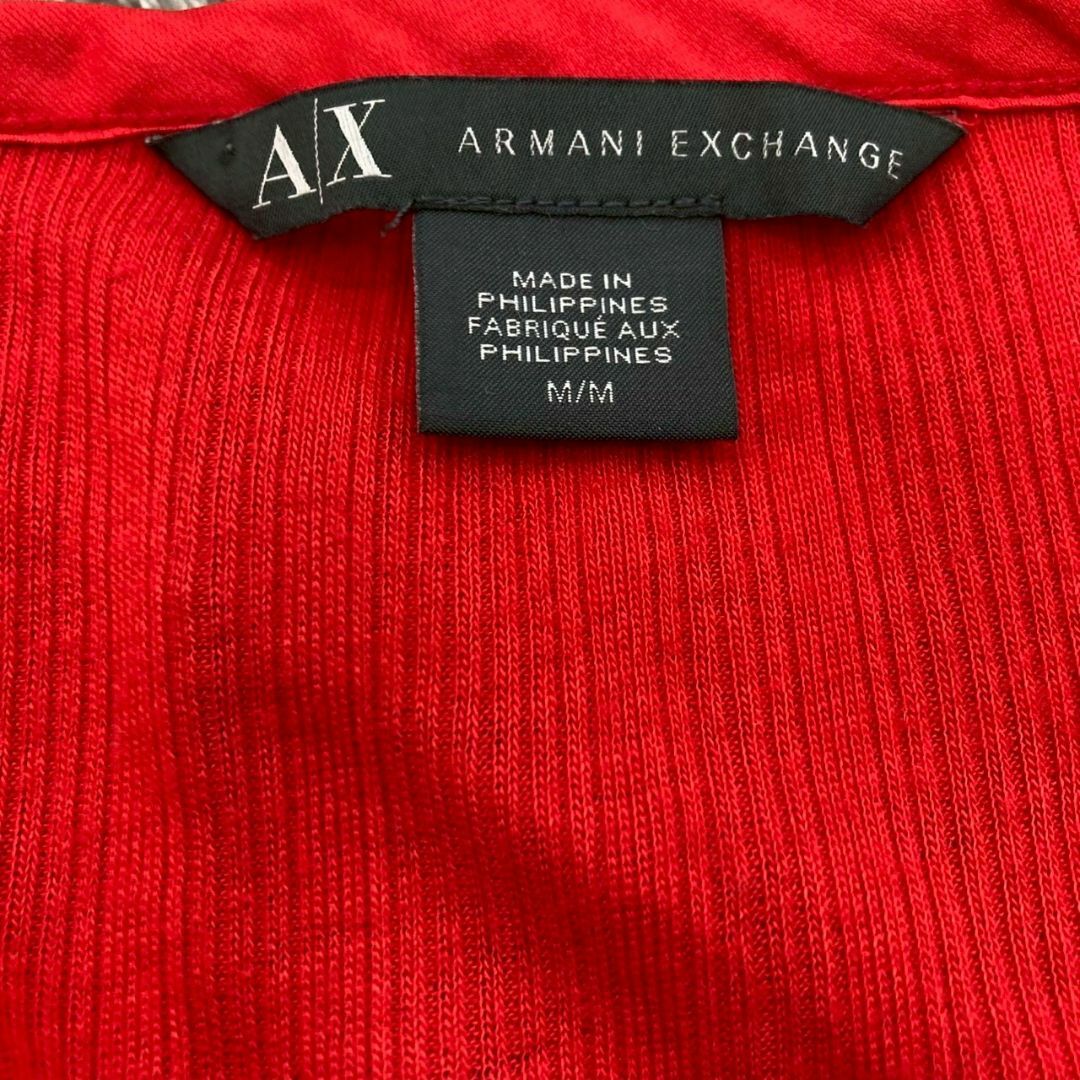 A|X ARMANI EXCHANGE
MADE IN
PHILIPPINES
FABRIQUÉ AUX
PHILIPPINES
M/M